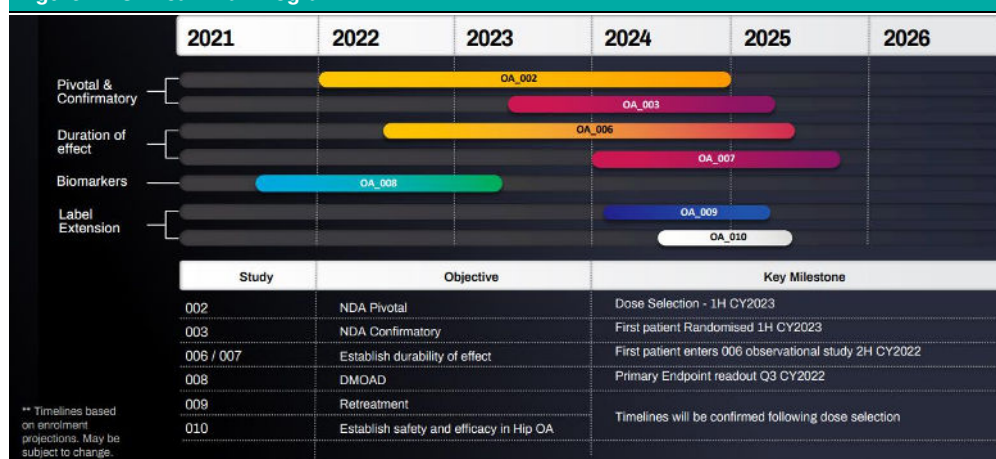 2021 2022 2023 2024 2025 2026
Pivotal &
Confirmatory
OA_002
OA_003
Duration of
effect
OA_006
OA_007
Biomarkers
OA_008
Label
Extension
OA_009
OA_010
Study Objective Key Milestone
002 NDA Pivotal Dose Selection - 1H CY2023
003 NDA Confirmatory First patient Randomised 1H CY2023
006 / 007 Establish durability of effect First patient enters 006 observational study 2H CY2022
008 DMOAD Primary Endpoint readout Q3 CY2022
009 Retreatment
010 Establish safety and efficacy in Hip OA
Timelines will be confirmed following dose selection
** Timelines based
on enrolment
projections. May be
subject to change.